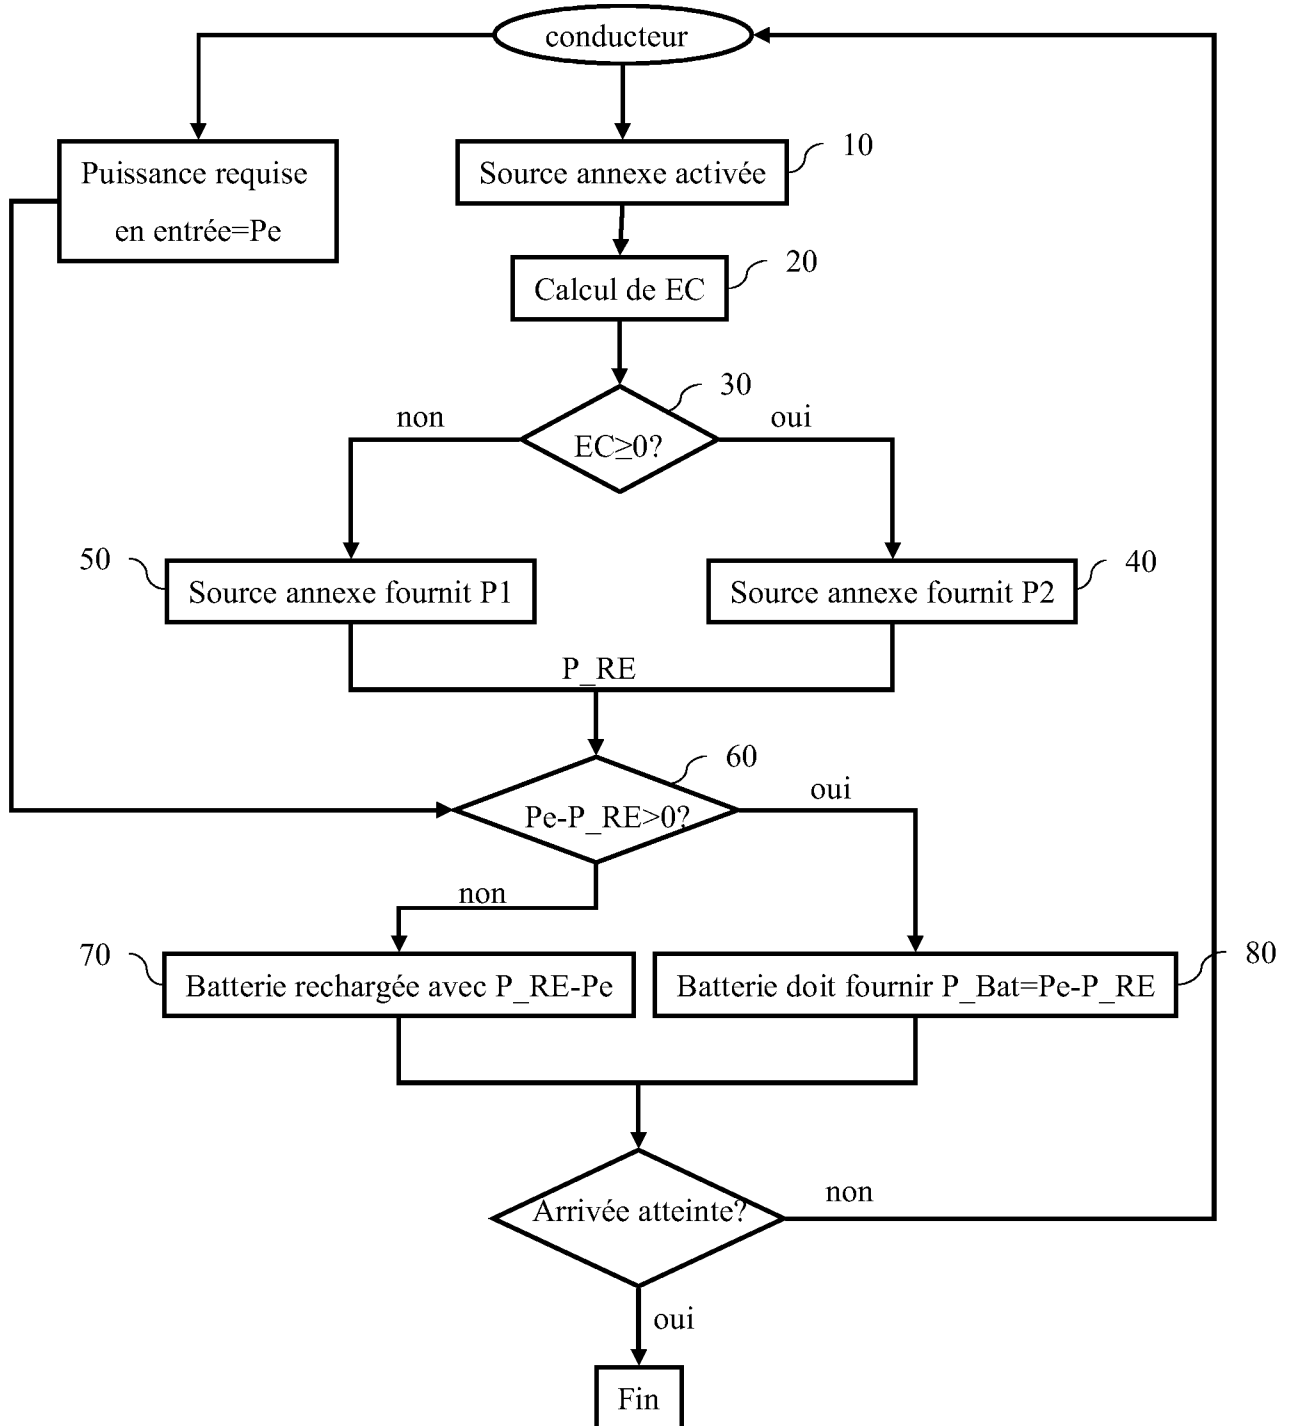 conducteur
Puissance requise
en entrée=Pe
Source annexe activée
10
Calcul de EC
20
30
EC≥0?
non
oui
50
Source annexe fournit P1
Source annexe fournit P2
40
P_RE
60
Pe-P_RE>0?
oui
non
70
Batterie rechargée avec P_RE-Pe
Batterie doit fournir P_Bat=Pe-P_RE
80
Arrivée atteinte?
non
oui
Fin